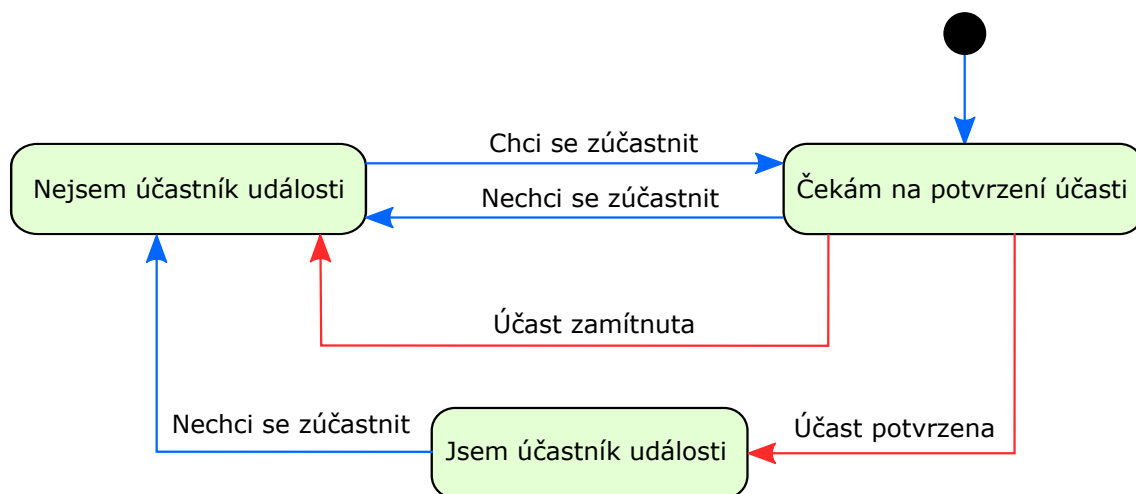 Chci se zúčastnit
Nejsem účastník události
Čekám na potvrzení účasti
Nechci se zúčastnit
Účast zamítnuta
Nechci se zúčastnit
Účast potvrzena
Jsem účastník události